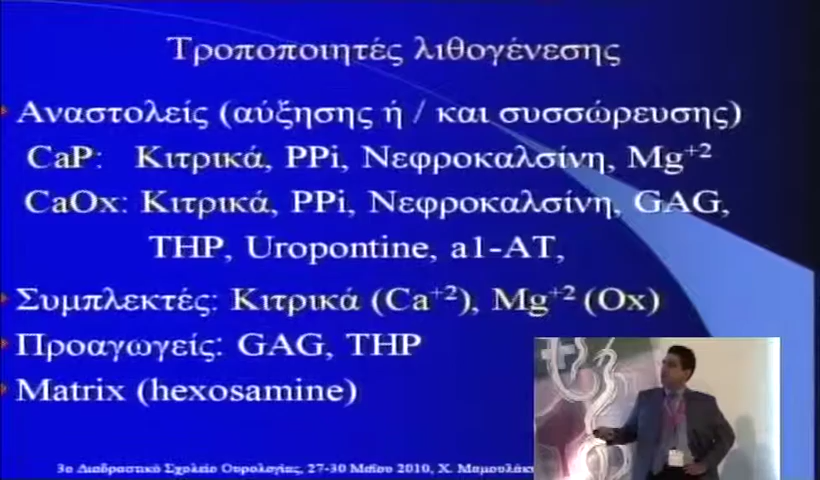 Τροποποιητές λιθογένεσης
Αναστολείς (αύξησης ή / και συσσώρευσης)
CaP: Κιτρικά, PPi, Νεφροκαλσίνη, Mg+2
CaOx: Κιτρικά, PPi, Νεφροκαλσίνη, GAG,
THP, Uropontine, a1-AT,
Συμπλεκτές: Κιτρικά (Ca+2), Mg+2 (Ox)
Προαγωγείς: GAG, THP
Matrix (hexosamine)
3ο Διαδραστικό Σχολείο Ουρολογίας, 27-30 Μαΐου 2010, Χ. Μαμουλάκη